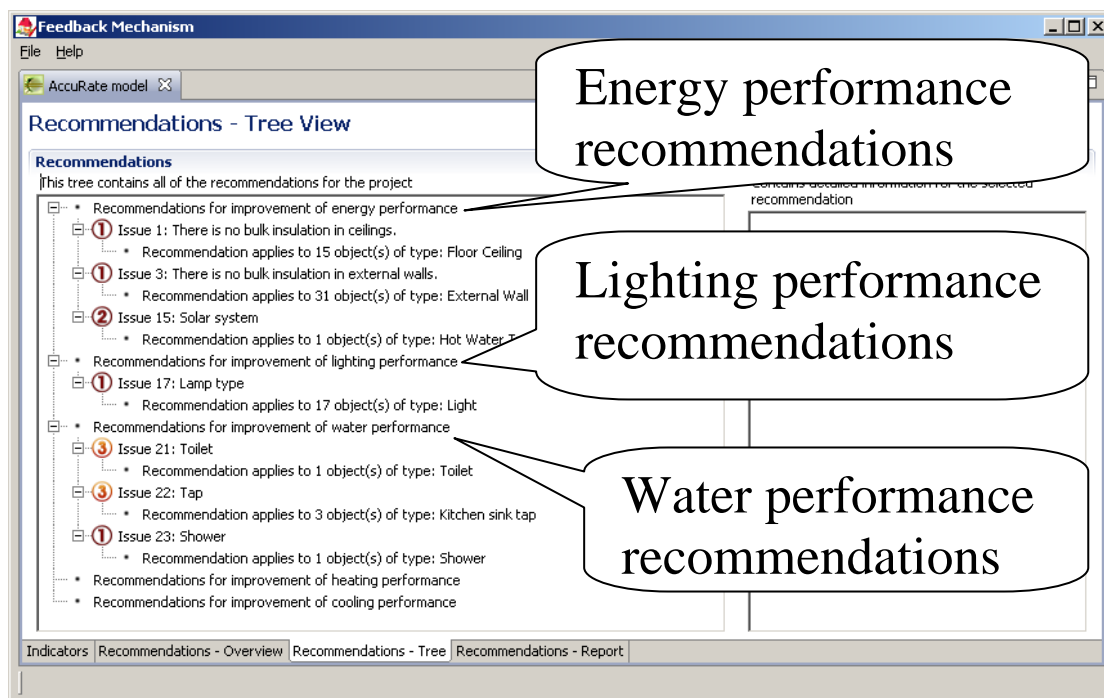 Feedback Mechanism
File Help
AccuRate model
Recommendations - Tree View
Recommendations
This tree contains all of the recommendations for the project
Recommendations for improvement of energy performance
1 Issue 1: There is no bulk insulation in ceilings.
Recommendation applies to 15 object(s) of type: Floor Ceiling
1 Issue 3: There is no bulk insulation in external walls.
Recommendation applies to 31 object(s) of type: External Wall
2 Issue 15: Solar system
Recommendation applies to 1 object(s) of type: Hot Water
Recommendations for improvement of lighting performance
1 Issue 17: Lamp type
Recommendation applies to 17 object(s) of type: Light
Recommendations for improvement of water performance
3 Issue 21: Toilet
Recommendation applies to 1 object(s) of type: Toilet
3 Issue 22: Tap
Recommendation applies to 3 object(s) of type: Kitchen sink tap
1 Issue 23: Shower
Recommendation applies to 1 object(s) of type: Shower
Recommendations for improvement of heating performance
Recommendations for improvement of cooling performance
Contains detailed information for the selected
recommendation
Energy performance
recommendations
Lighting performance
recommendations
Water performance
recommendations
Indicators Recommendations - Overview Recommendations - Tree Recommendations - Report